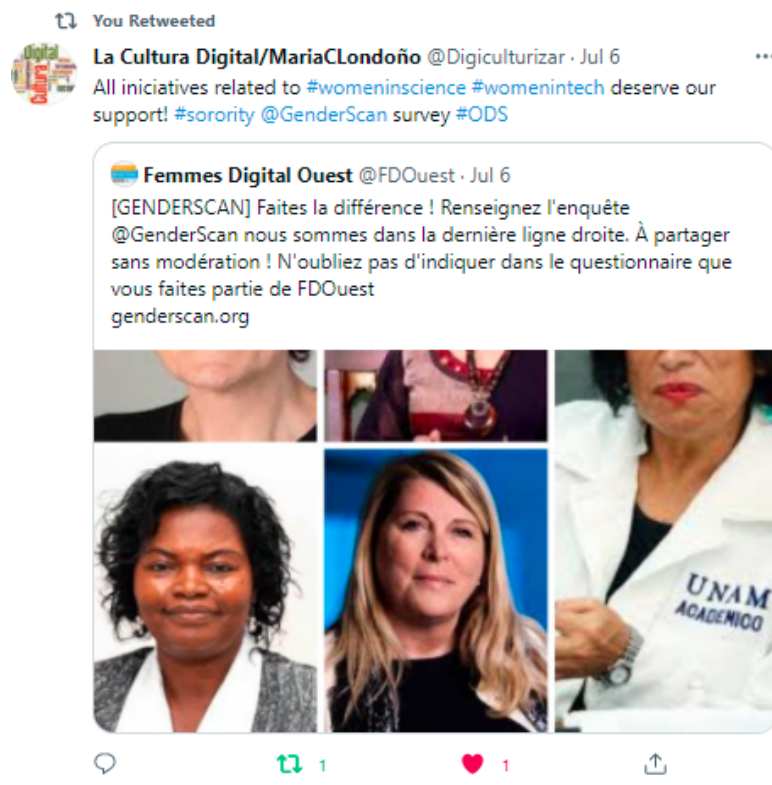 You Retweeted
La Cultura Digital/MariaCLondoño @Digiculturizar · Jul 6
All iniciatives related to #womeninscience #womenintech deserve our
support! #sorority @GenderScan survey #ODS
Femmes Digital Ouest @FDOuest · Jul 6
[GENDERSCAN] Faites la différence ! Renseignez l'enquête
@GenderScan nous sommes dans la dernière ligne droite. À partager
sans modération ! N'oubliez pas d'indiquer dans le questionnaire que
vous faites partie de FDOuest
genderscan.org
UNAM
ACADEMICO
1 1
Digital
Cultura